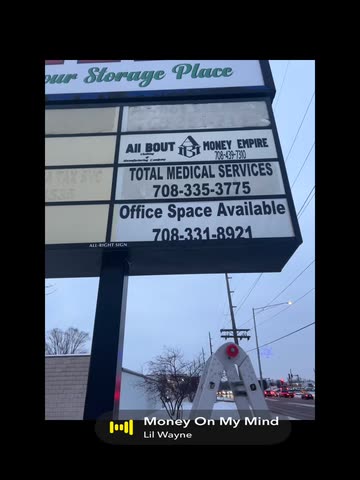 our Storage Place
All BOUT MONEY EMPIRE
708-439-7310
TOTAL MEDICAL SERVICES
708-335-3775
Office Space Available
708-331-8921
ALL-RIGHT SIGN
Money On My Mind
Lil Wayne